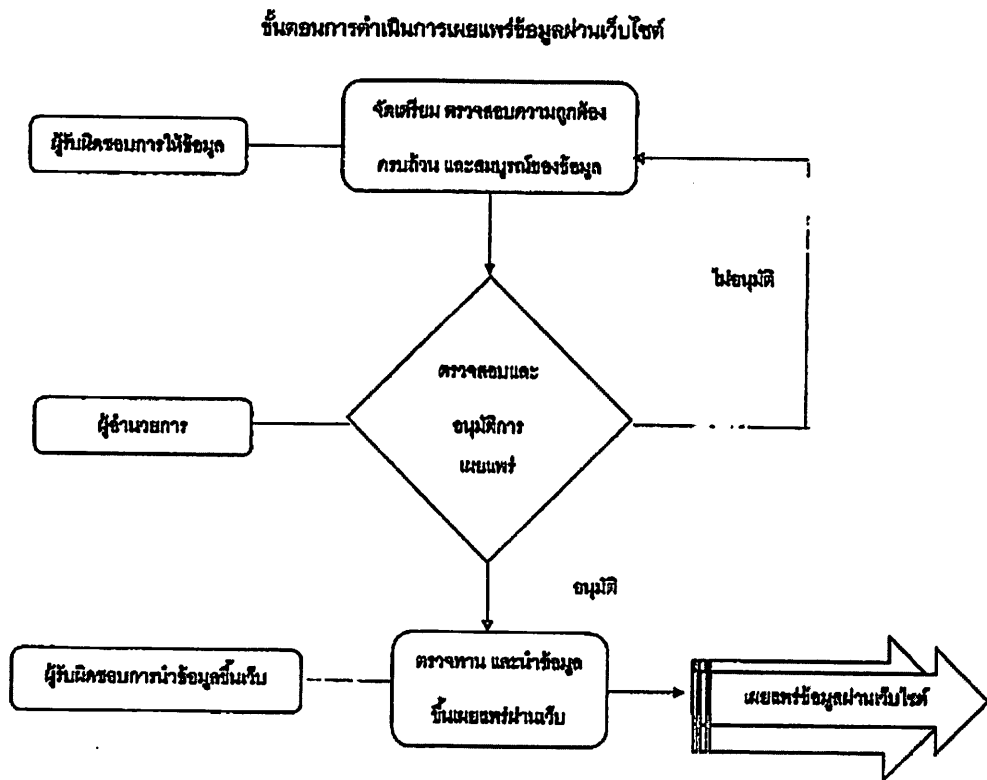 ขั้นตอนการดำเนินการเผยแพร่ข้อมูลผ่านเว็บไซต์
ผู้รับผิดชอบการให้ข้อมูล
จัดเตรียม ตรวจสอบความถูกต้อง
ครบถ้วน และสมบูรณ์ของข้อมูล
ไม่อนุมัติ
ผู้อำนวยการ
ตรวจสอบและ
อนุมัติการ
เผยแพร่
อนุมัติ
ผู้รับผิดชอบการนำข้อมูลขึ้นเว็บ
ตรวจทาน และนำข้อมูล
ขึ้นเผยแพร่ผ่านเว็บ
เผยแพร่ข้อมูลผ่านเว็บไซต์